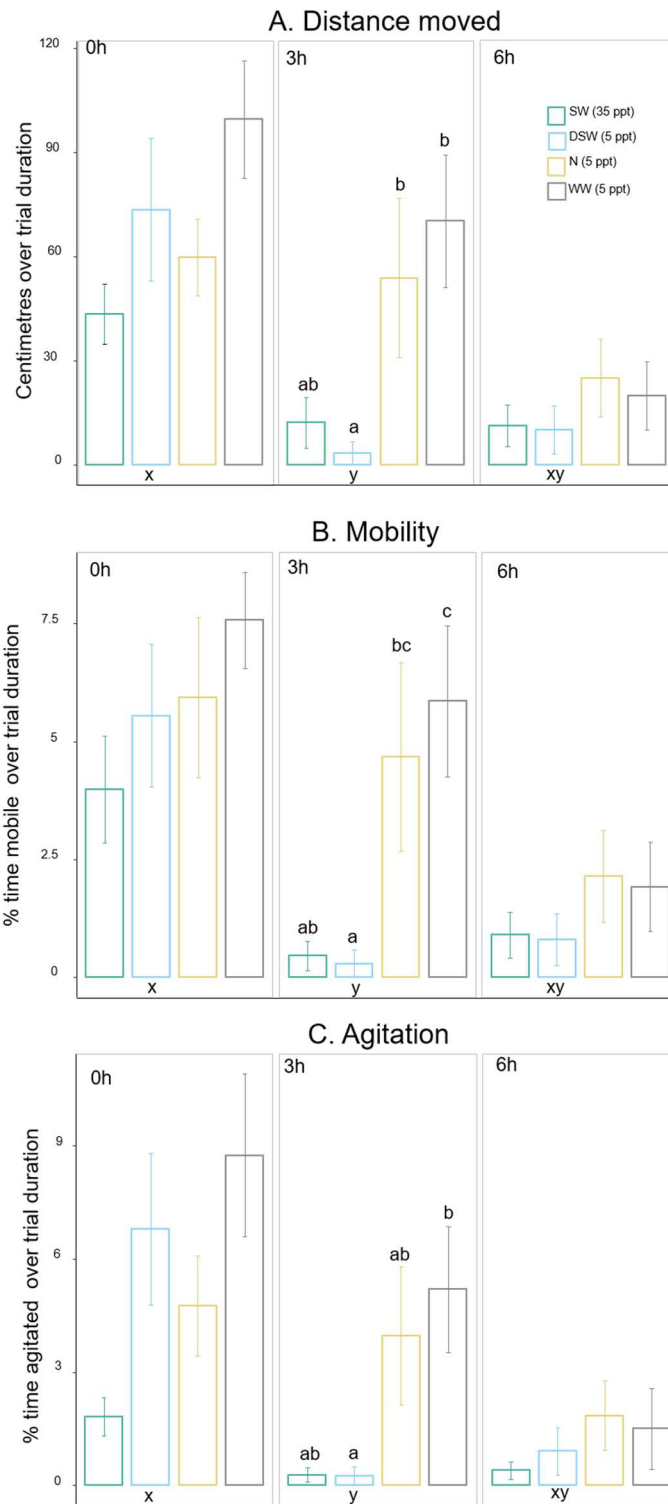 A. Distance moved
Centimetres over trial duration
120
90
60
30
0
0h
3h
6h
SW (35 ppt)
DSW (5 ppt)
N (5 ppt)
WW (5 ppt)
ab
a
b
b
x
y
xy
B. Mobility
% time mobile over trial duration
7.5
5
2.5
0
0h
3h
6h
ab
a
bc
c
x
y
xy
C. Agitation
% time agitated over trial duration
9
6
3
0
0h
3h
6h
ab
a
ab
b
x
y
xy